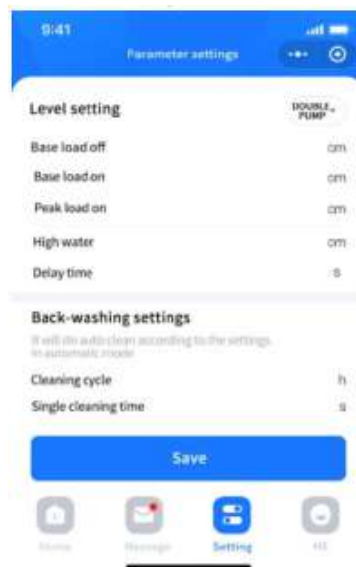 9:41
Parameter settings
Level setting
DOUBLE
PUMP
Base load off cm
Base load on cm
Peak load on cm
High water cm
Delay time s
Back-washing settings
It will do auto clean according to the settings
in automatic mode
Cleaning cycle h
Single cleaning time s
Save
Home Message Setting ME